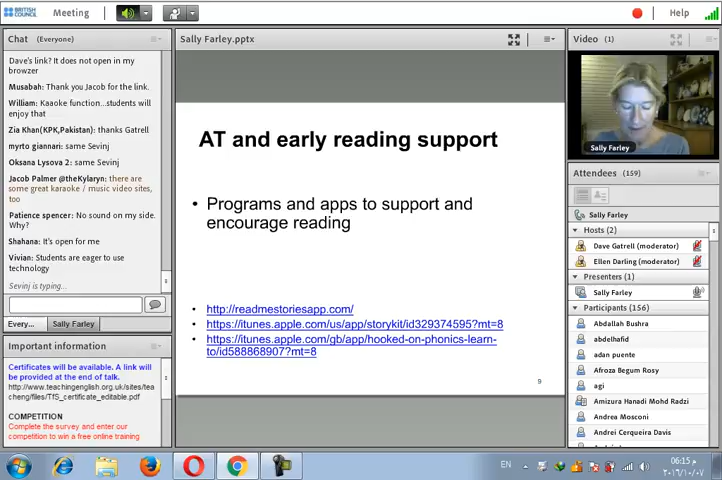 BRITISH
COUNCIL
Meeting
Help
Chat (Everyone)
Dave's link? It does not open in my
browser
Musabah: Thank you Jacob for the link.
William: Kaaoke function...students will
enjoy that
Zia Khan(KPK,Pakistan): thanks Gatrell
myrto giannari: same Sevinj
Oksana Lysova 2: same Sevinj
Jacob Palmer @theKylaryn: there are
some great karaoke / music video sites,
too
Patience spencer: No sound on my side.
Why?
Shahana: It's open for me
Vivian: Students are eager to use
technology
Sevinj is typing...
Every...
Sally Farley
Important information
Certificates will be available. A link will
be provided at the end of talk.
http://www.teachingenglish.org.uk/sites/tea
cheng/files/TfS_certificate_editable.pdf
COMPETITION
Complete the survey and enter our
competition to win a free online training
Sally Farley.pptx
AT and early reading support
• Programs and apps to support and
encourage reading
• http://readmestoriesapp.com/
• https://itunes.apple.com/us/app/storykit/id329374595?mt=8
• https://itunes.apple.com/gb/app/hooked-on-phonics-learn-
to/id588868907?mt=8
9
Video (1)
Sally Farley
Attendees (159)
Sally Farley
Hosts (2)
Dave Gatrell (moderator)
Ellen Darling (moderator)
Presenters (1)
Sally Farley
Participants (156)
Abdallah Bushra
abdelhafid
adan puente
Afroza Begum Rosy
agi
Amizura Hanadi Mohd Radzi
Andrea Mosconi
Andrei Cerqueira Davis
EN
06:15 م
٢٠١٦/١٠/٠٧